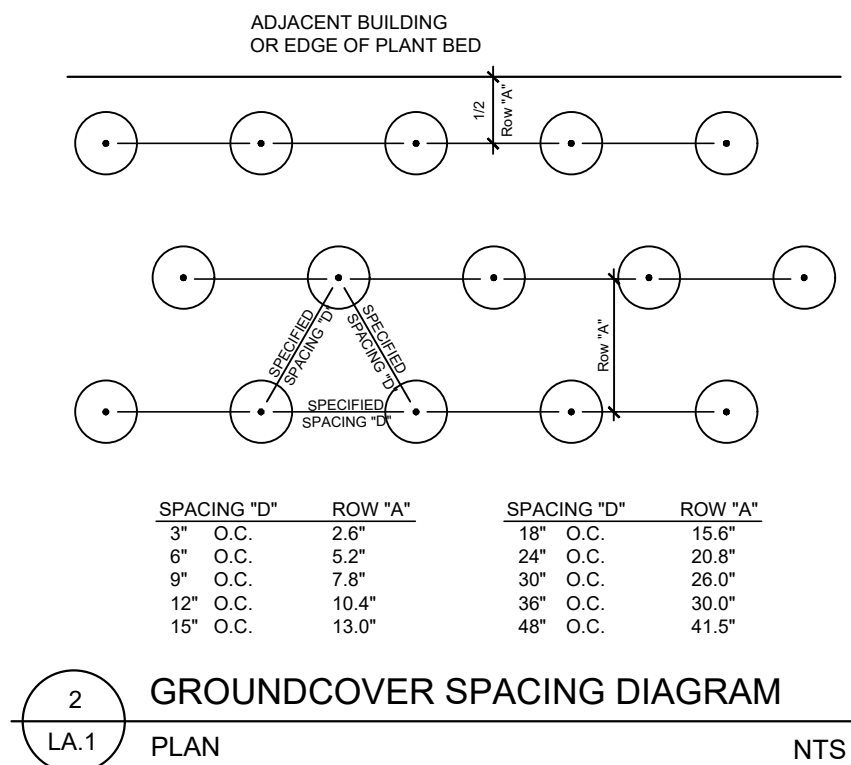 ADJACENT BUILDING
OR EDGE OF PLANT BED
1/2
Row "A"
SPECIFIED
SPACING "D"
SPECIFIED
SPACING "D"
Row "A"
SPECIFIED
SPACING "D"
SPACING "D" ROW "A"
3" O.C. 2.6"
6" O.C. 5.2"
9" O.C. 7.8"
12" O.C. 10.4"
15" O.C. 13.0"
SPACING "D" ROW "A"
18" O.C. 15.6"
24" O.C. 20.8"
30" O.C. 26.0"
36" O.C. 30.0"
48" O.C. 41.5"
2
LA.1
GROUNDCOVER SPACING DIAGRAM
PLAN NTS